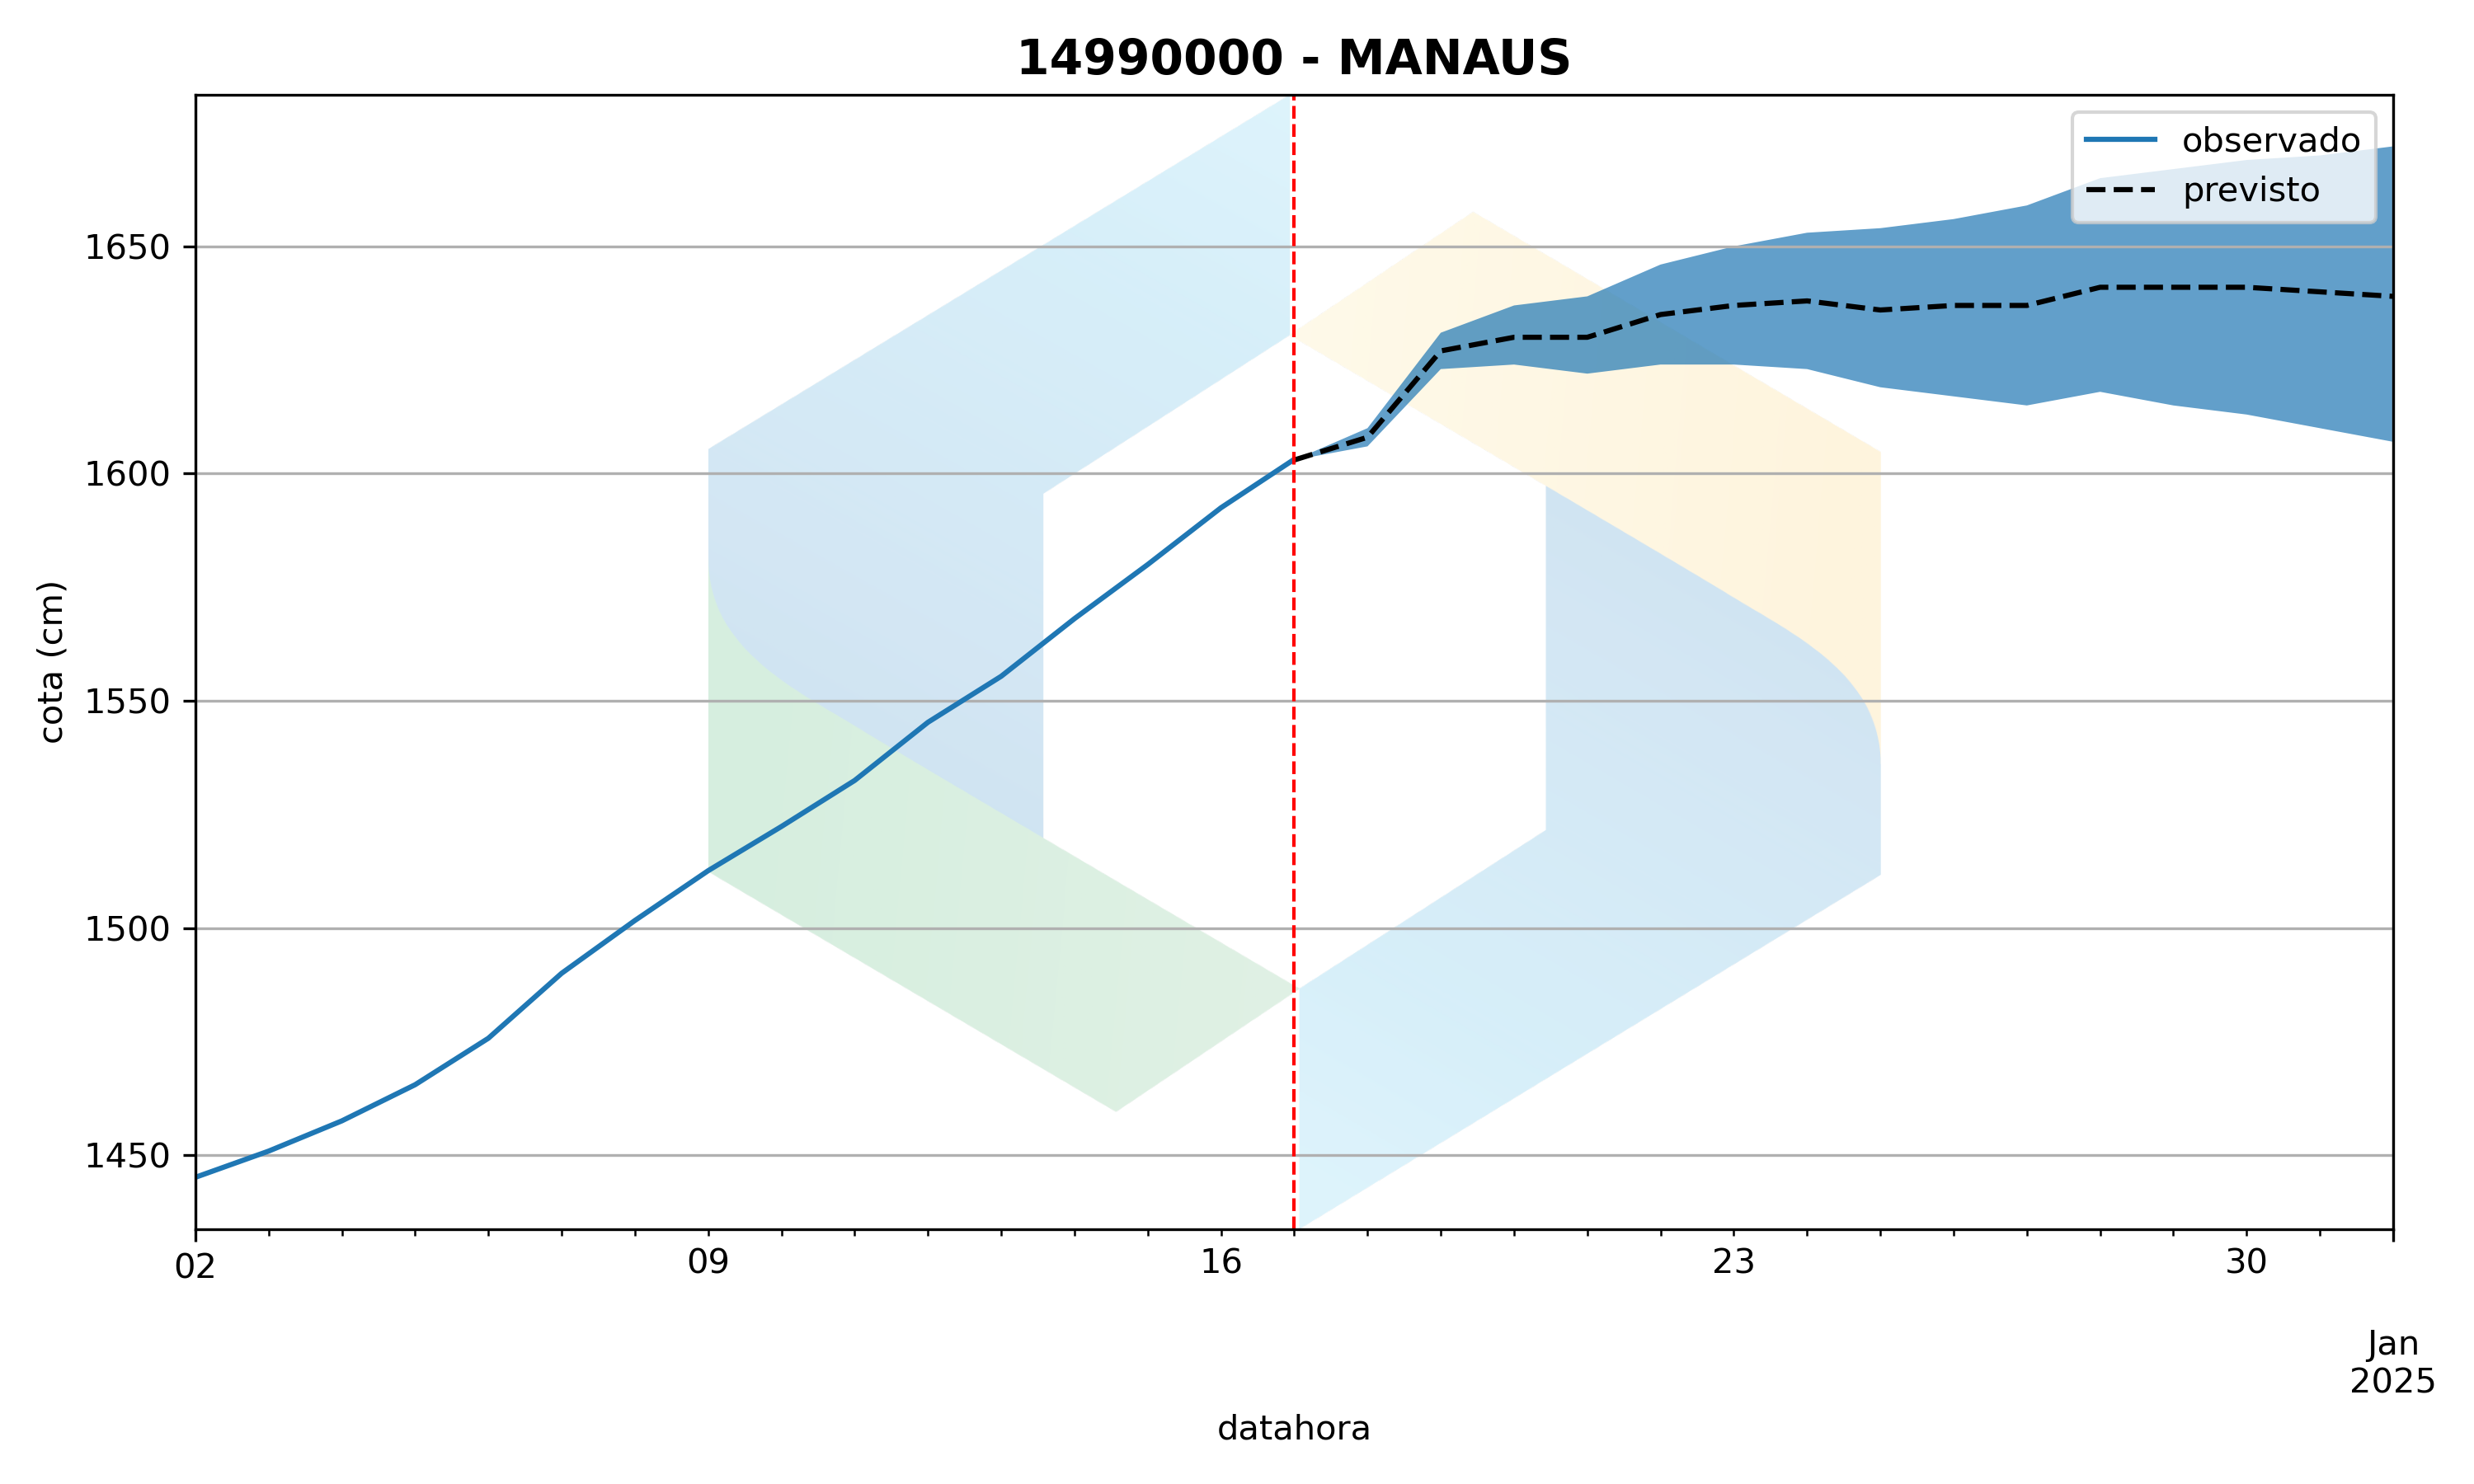 14990000 - MANAUS
observado
previsto
1650
1600
1550
1500
1450
cota (cm)
02
09
16
23
30
Jan
2025
datahora